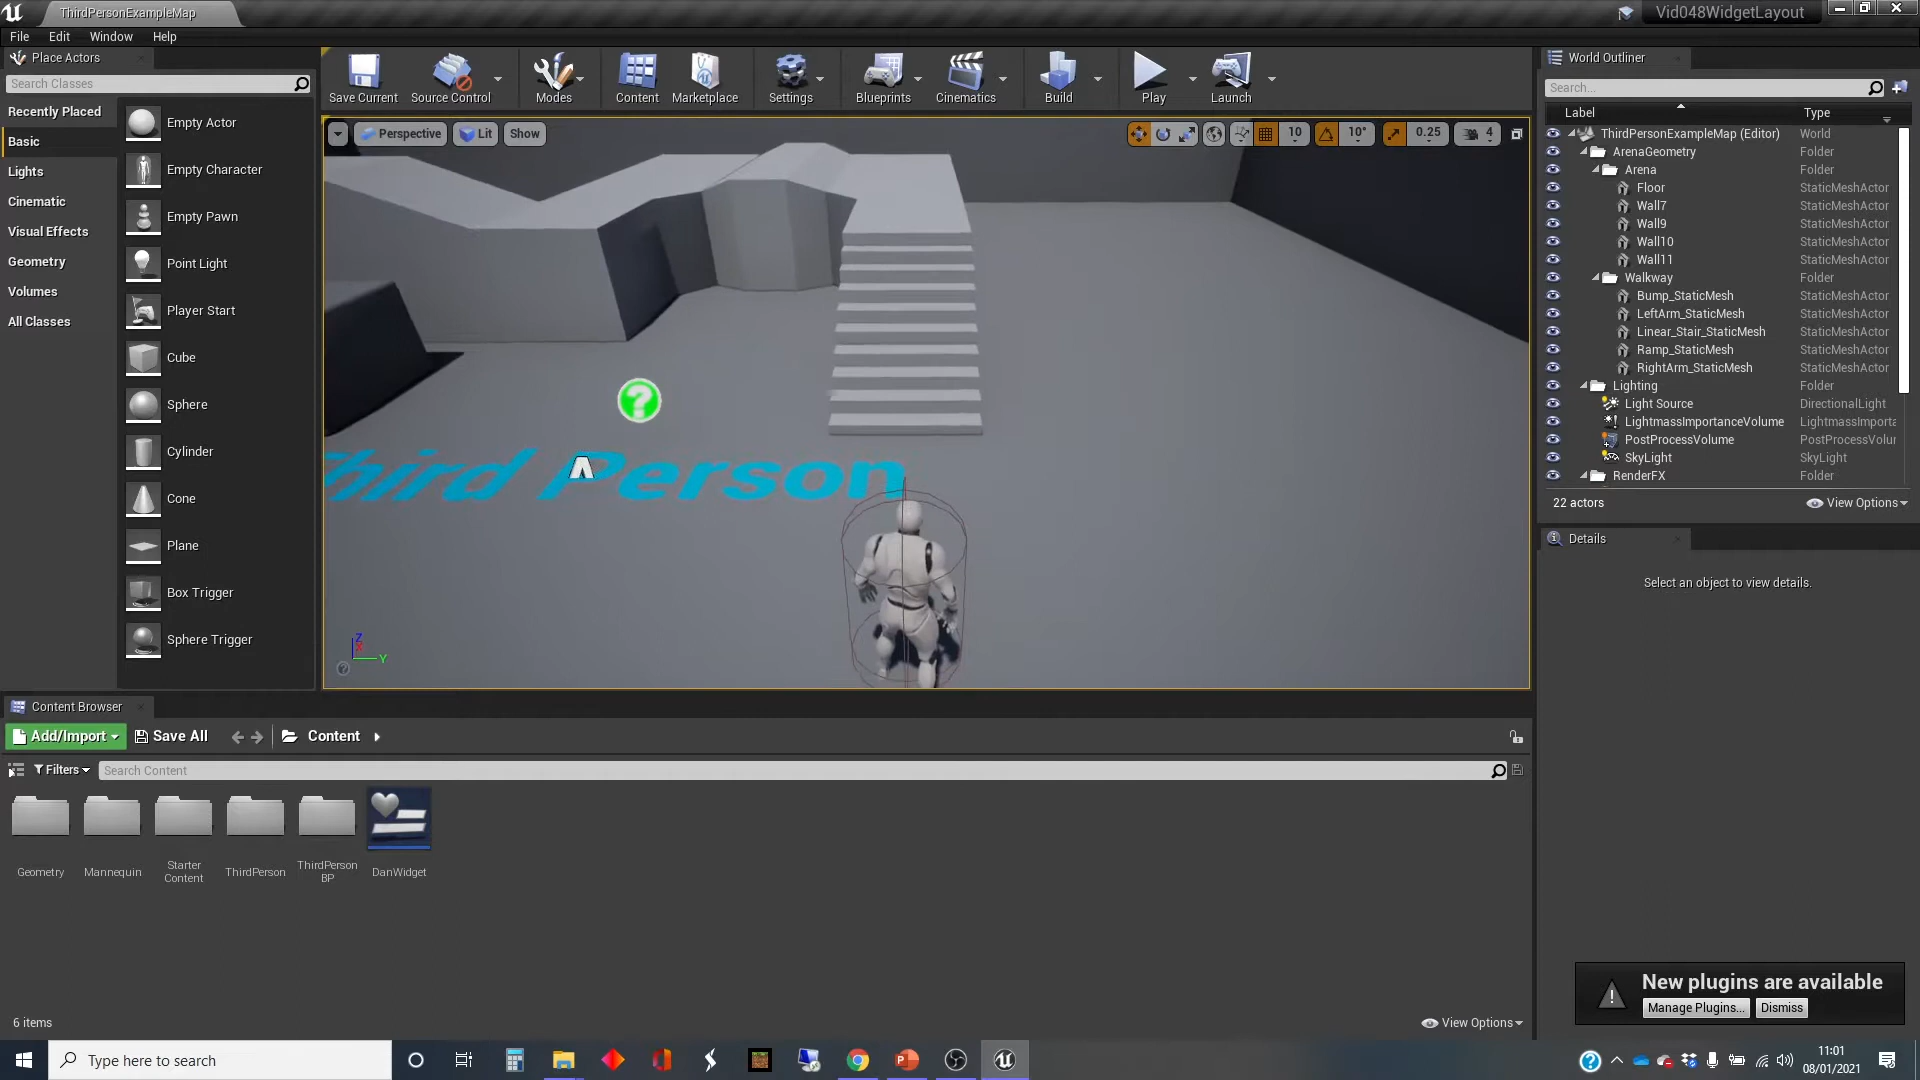 ThirdPersonExampleMap
Vid048WidgetLayout
File Edit Window Help
Place Actors
Search Classes
Recently Placed
Basic
Lights
Cinematic
Visual Effects
Geometry
Volumes
All Classes
Empty Actor
Empty Character
Empty Pawn
Point Light
Player Start
Cube
Sphere
Cylinder
Cone
Plane
Box Trigger
Sphere Trigger
Save Current Source Control Modes Content Marketplace Settings Blueprints Cinematics Build Play Launch
Perspective Lit Show
10 10° 0.25 4
Third Person
Z
X
Y
World Outliner
Search...
Label Type
ThirdPersonExampleMap (Editor) World
ArenaGeometry Folder
Arena Folder
Floor StaticMeshActor
Wall7 StaticMeshActor
Wall9 StaticMeshActor
Wall10 StaticMeshActor
Wall11 StaticMeshActor
Walkway Folder
Bump_StaticMesh StaticMeshActor
LeftArm_StaticMesh StaticMeshActor
Linear_Stair_StaticMesh StaticMeshActor
Ramp_StaticMesh StaticMeshActor
RightArm_StaticMesh StaticMeshActor
Lighting Folder
Light Source DirectionalLight
LightmassImportanceVolume LightmassImporta
PostProcessVolume PostProcessVolur
SkyLight SkyLight
RenderFX Folder
22 actors View Options
Details
Select an object to view details.
Content Browser
Add/Import Save All Content
Filters Search Content
Geometry
Mannequin
Starter
Content
ThirdPerson
ThirdPerson
BP
DanWidget
6 items View Options
New plugins are available
Manage Plugins... Dismiss
Type here to search
11:01
08/01/2021